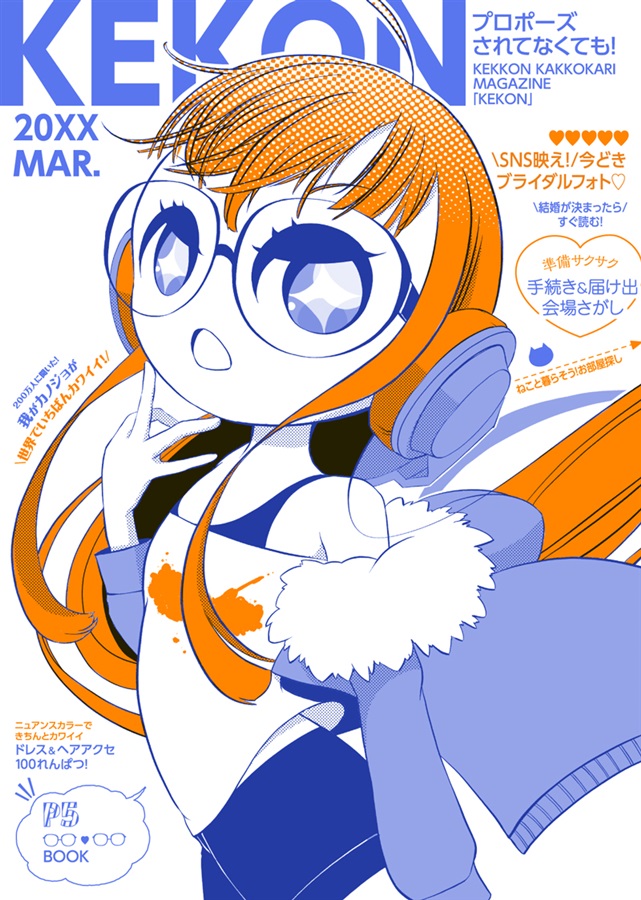 KEKON
プロポーズ
されてなくても!
KEKKON KAKKOKARI
MAGAZINE
「KEKON」
20XX
MAR.
♥♥♥♥♥
\SNS映え!/今どき
ブライダルフォト♡
\結婚が決まったら/
すぐ読む!
準備サクサク
手続き&届け出
会場さがし
ねこと暮らそう!お部屋探し
200万人に聞いた!
我がカノジョが
\世界でいちばんカワイイ!/
ニュアンスカラーで
きちんとカワイイ
ドレス&ヘアアクセ
100れんぱつ!
P5
BOOK